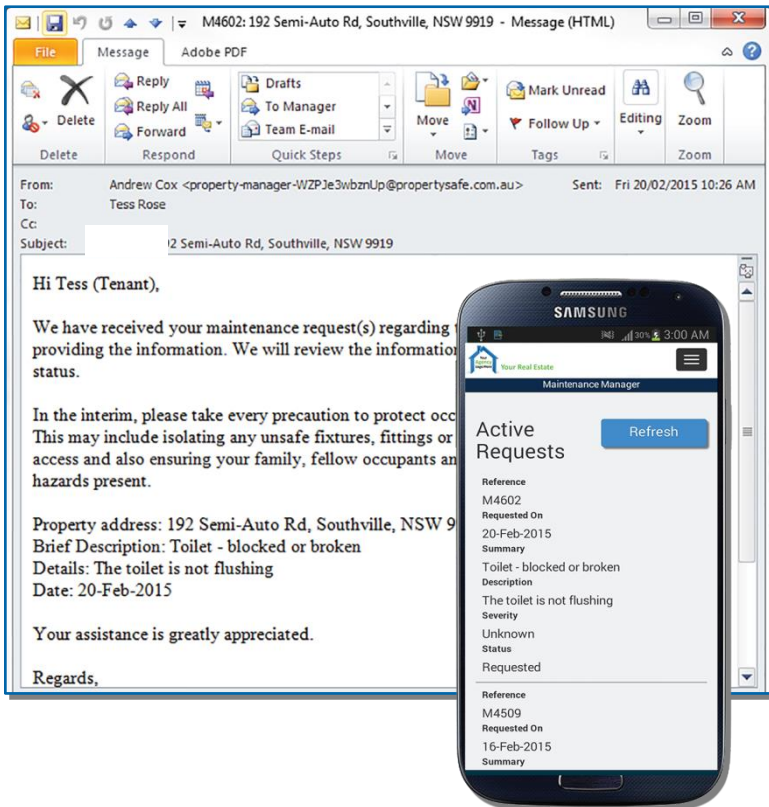 M4602: 192 Semi-Auto Rd, Southville, NSW 9919 - Message (HTML)
File Message Adobe PDF
Delete
Reply
Reply All
Forward
Drafts
To Manager
Team E-mail
Move
Mark Unread
Follow Up
Editing
Zoom
Delete Respond Quick Steps Move Tags Zoom
From: Andrew Cox <property-manager-WZPJe3wbznUp@propertysafe.com.au> Sent: Fri 20/02/2015 10:26 AM
To: Tess Rose
Cc:
Subject: 2 Semi-Auto Rd, Southville, NSW 9919
Hi Tess (Tenant),
We have received your maintenance request(s) regarding
providing the information. We will review the information
status.
In the interim, please take every precaution to protect occ
This may include isolating any unsafe fixtures, fittings or
access and also ensuring your family, fellow occupants an
hazards present.
Property address: 192 Semi-Auto Rd, Southville, NSW 9
Brief Description: Toilet - blocked or broken
Details: The toilet is not flushing
Date: 20-Feb-2015
Your assistance is greatly appreciated.
Regards,
SAMSUNG
30% 3:00 AM
Your Real Estate
Maintenance Manager
Active
Requests
Refresh
Reference
M4602
Requested On
20-Feb-2015
Summary
Toilet - blocked or broken
Description
The toilet is not flushing
Severity
Unknown
Status
Requested
Reference
M4509
Requested On
16-Feb-2015
Summary